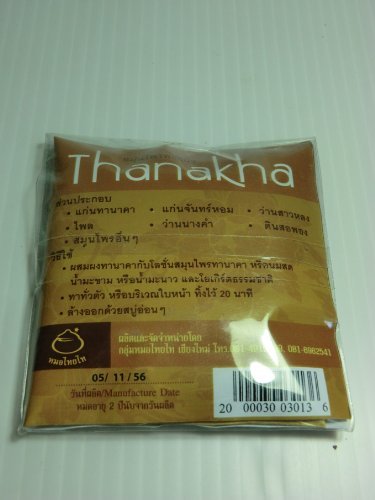 Thanakha
ส่วนประกอบ
• แก่นทานาคา • แก่นจันทร์หอม • ว่านสาวหลง
• ไพล • ว่านนางคำ • ดินสอพอง
• สมุนไพรอื่นๆ
วิธีใช้
• ผสมผงทานาคากับโลชั่นสมุนไพรทานาคา หรือนมสด
น้ำมะขาม หรือน้ำมะนาว และโยเกิร์ตธรรมชาติ
• ทาทั่วตัว หรือบริเวณใบหน้า ทิ้งไว้ 20 นาที
• ล้างออกด้วยสบู่อ่อนๆ
ผลิตและจัดจำหน่ายโดย
กลุ่มหมอไทยไท เชียงใหม่ โทร. 081-8982541
หมอไทยไท
05/ 11 / 56
วันที่ผลิต/Manufacture Date
หมดอายุ 2 ปีนับจากวันผลิต
20 00030 03013 6